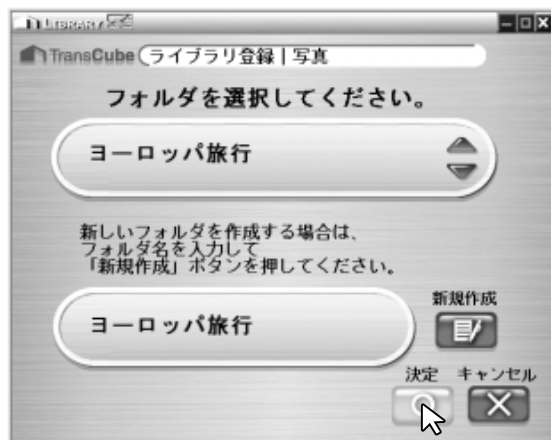 LIBRARY
TransCube ライブラリ登録 | 写真
フォルダを選択してください。
ヨーロッパ旅行
新しいフォルダを作成する場合は、
フォルダ名を入力して
「新規作成」ボタンを押してください。
新規作成
ヨーロッパ旅行
決定 キャンセル